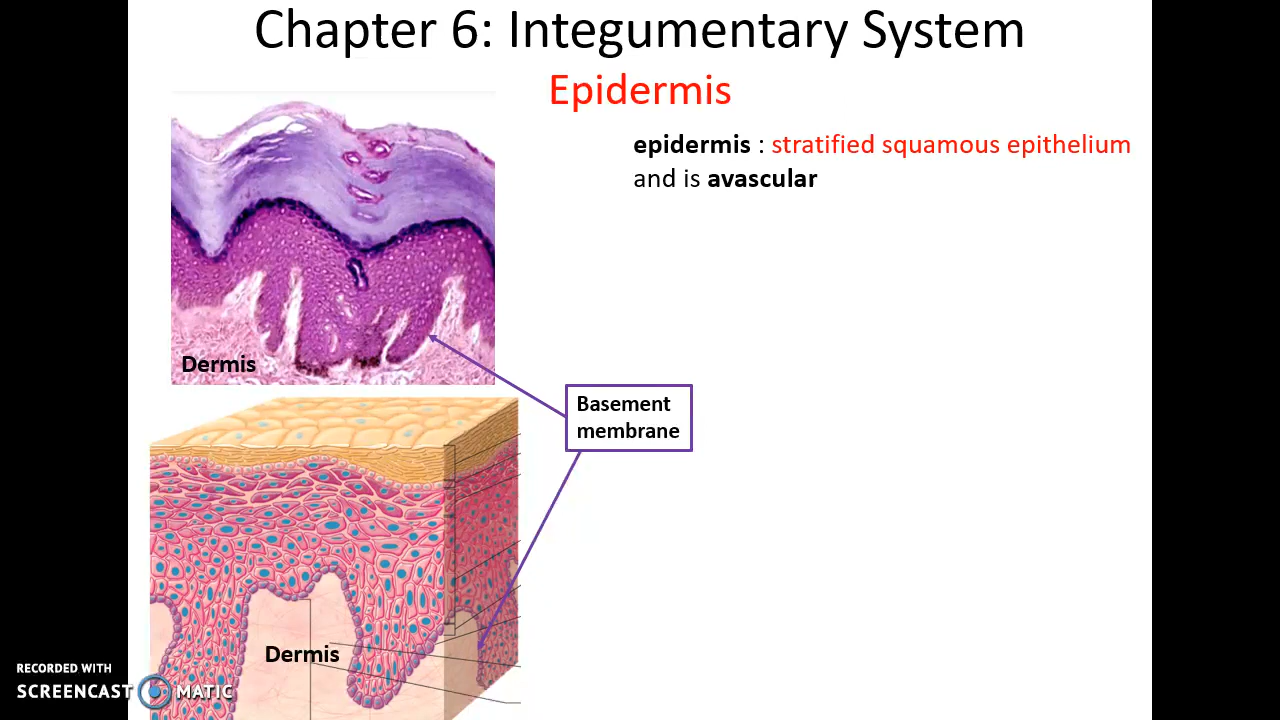 Chapter 6: Integumentary System
Epidermis
epidermis : stratified squamous epithelium
and is avascular
Dermis
Basement
membrane
Dermis
RECORDED WITH
SCREENCAST MATIC